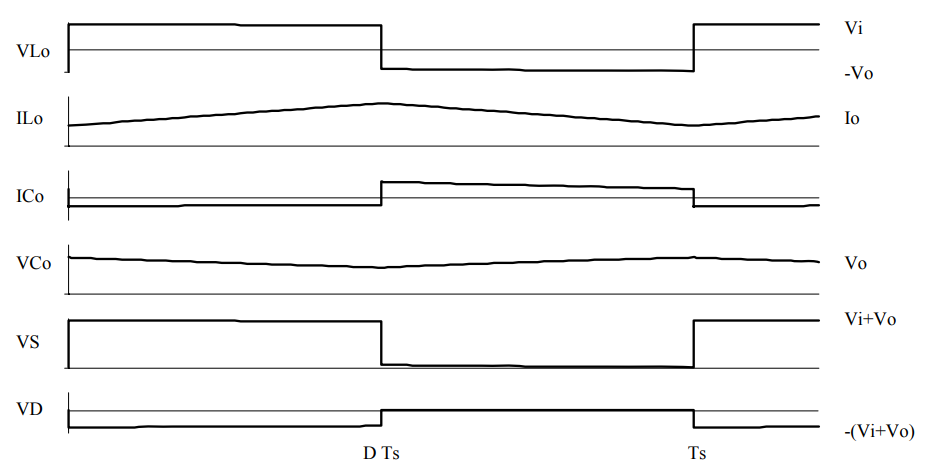 VLo
Vi
-Vo
ILo
Io
ICo
VCo
Vo
VS
Vi+Vo
VD
-(Vi+Vo)
D Ts
Ts